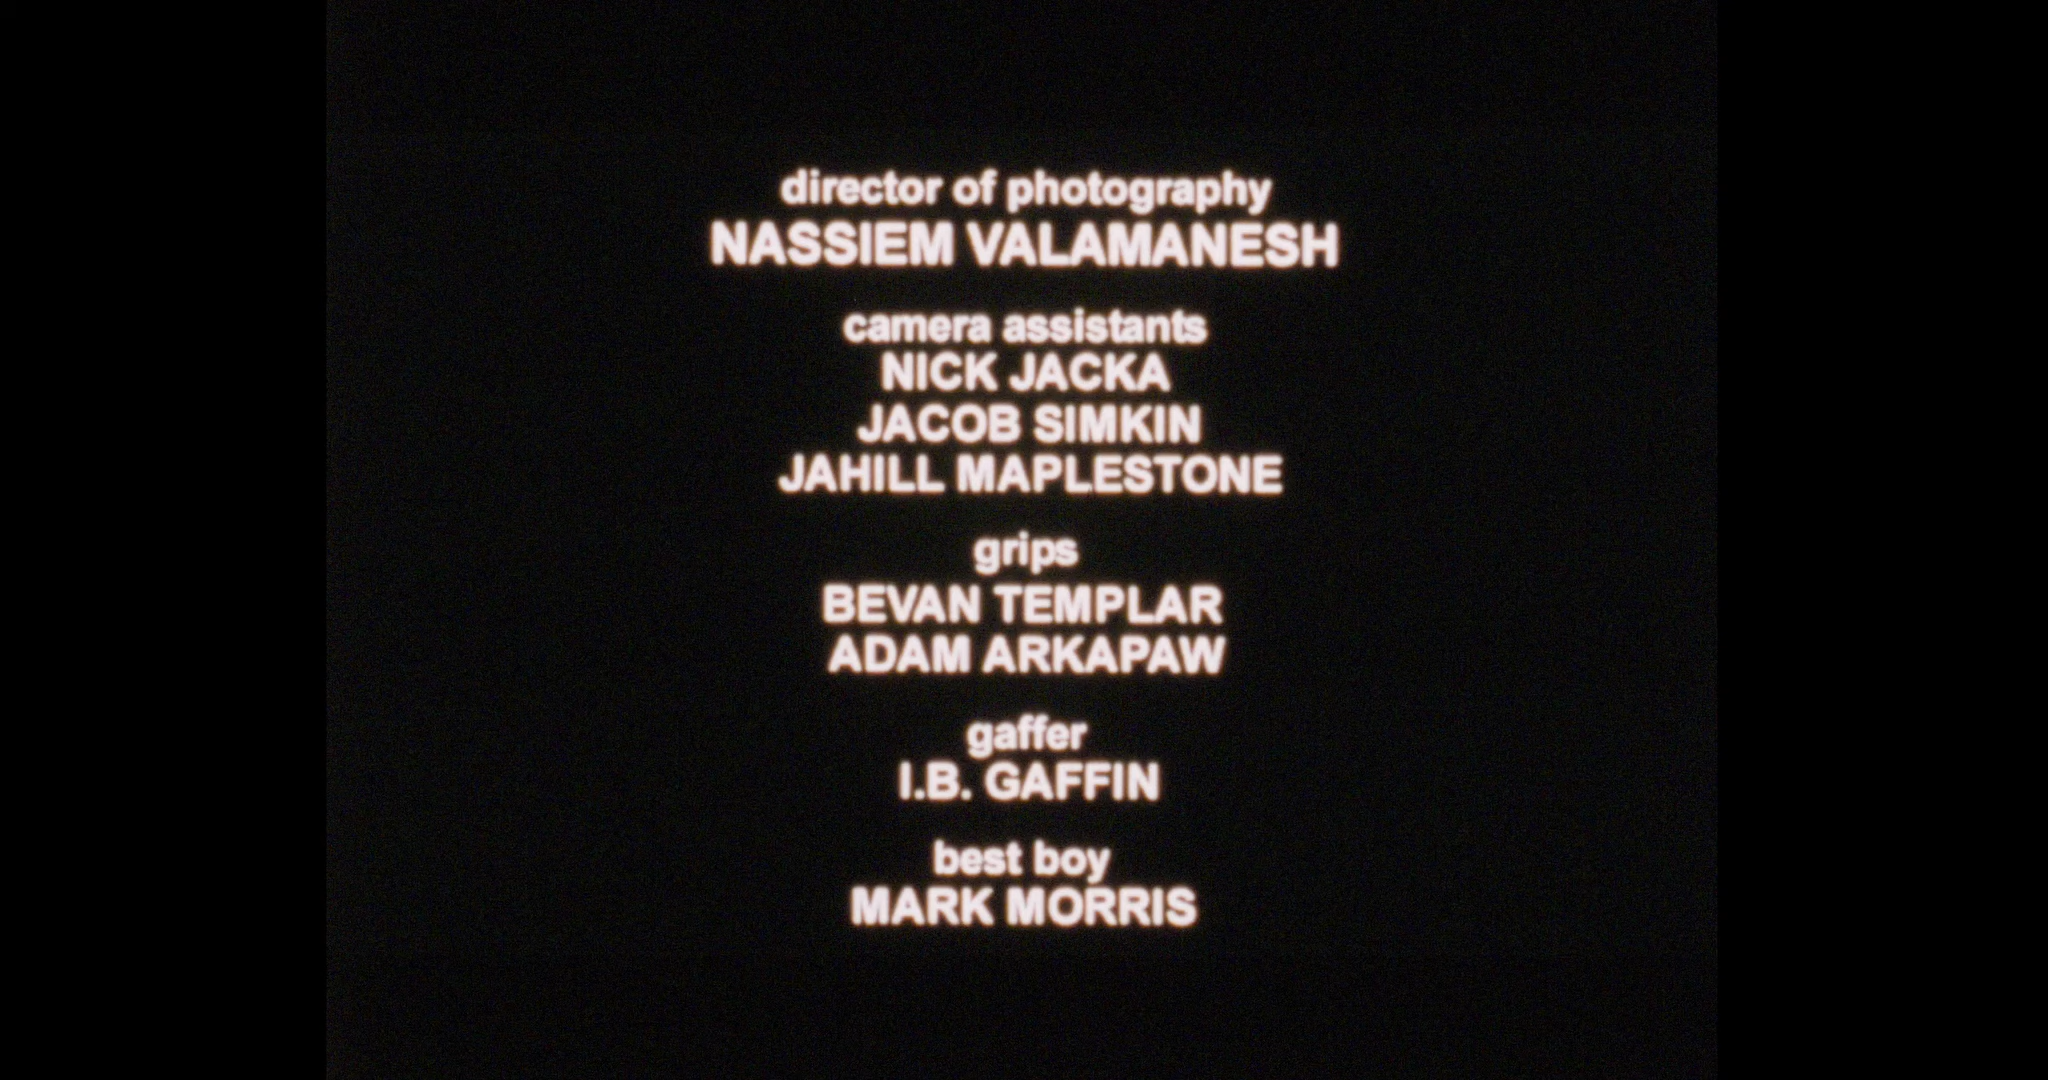 director of photography
NASSIEM VALAMANESH
camera assistants
NICK JACKA
JACOB SIMKIN
JAHILL MAPLESTONE
grips
BEVAN TEMPLAR
ADAM ARKAPAW
gaffer
I.B. GAFFIN
best boy
MARK MORRIS